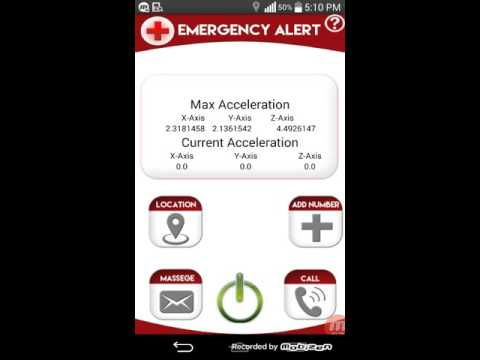 50% 5:10 PM
EMERGENCY ALERT ?
Max Acceleration
X-Axis Y-Axis Z-Axis
2.3181458 2.1361542 4.4926147
Current Acceleration
X-Axis Y-Axis Z-Axis
0.0 0.0 0.0
LOCATION ADD NUMBER
MASSEGE CALL
Recorded by Mobizen